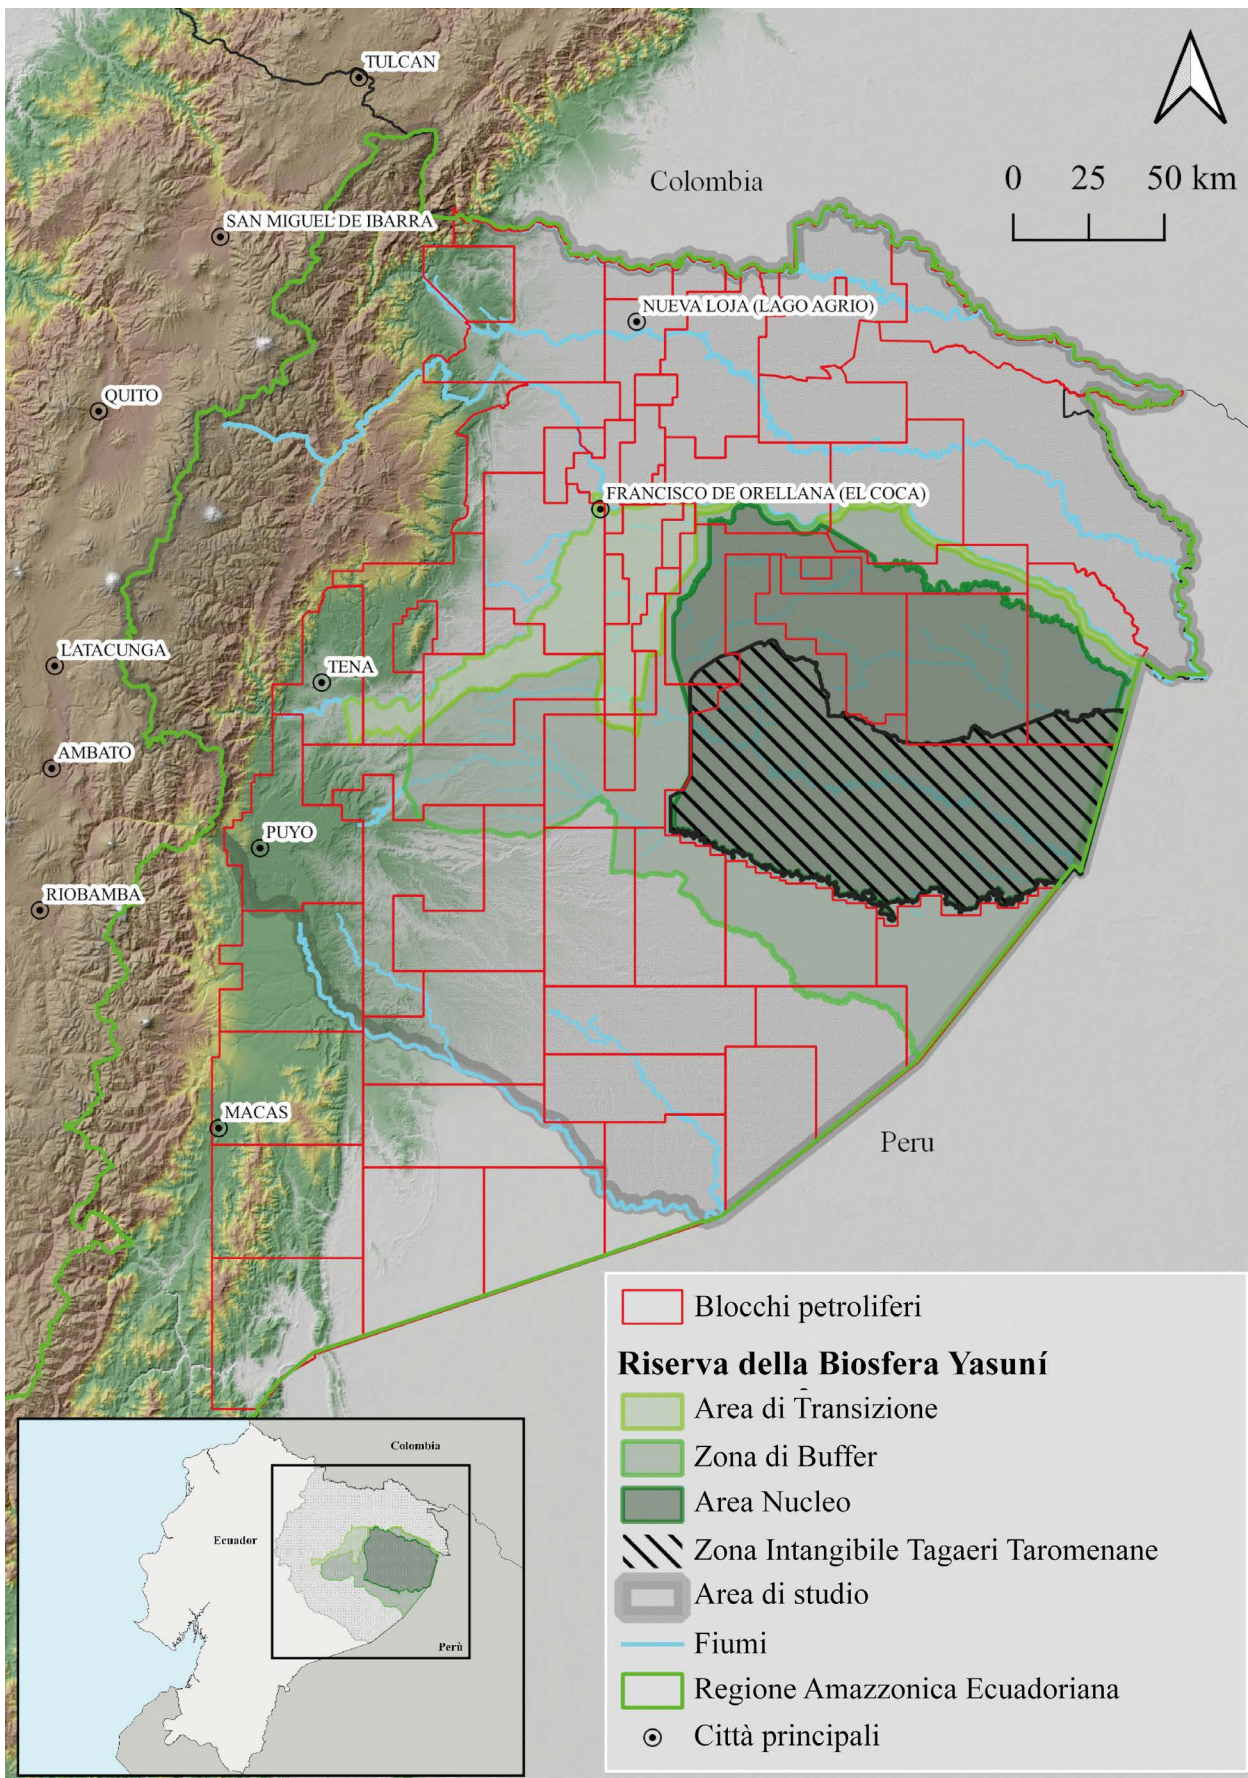 TULCAN
Colombia
0 25 50 km
SAN MIGUEL DE IBARRA
NUEVA LOJA (LAGO AGRIO)
QUITO
FRANCISCO DE ORELLANA (EL COCA)
LATACUNGA
TENA
AMBATO
PUYO
RIOBAMBA
MACAS
Peru
Blocchi petroliferi
Riserva della Biosfera Yasuní
Area di Transizione
Zona di Buffer
Area Nucleo
Zona Intangibile Tagaeri Taromenane
Area di studio
Fiumi
Regione Amazzonica Ecuadoriana
Città principali
Colombia
Ecuador
Perù